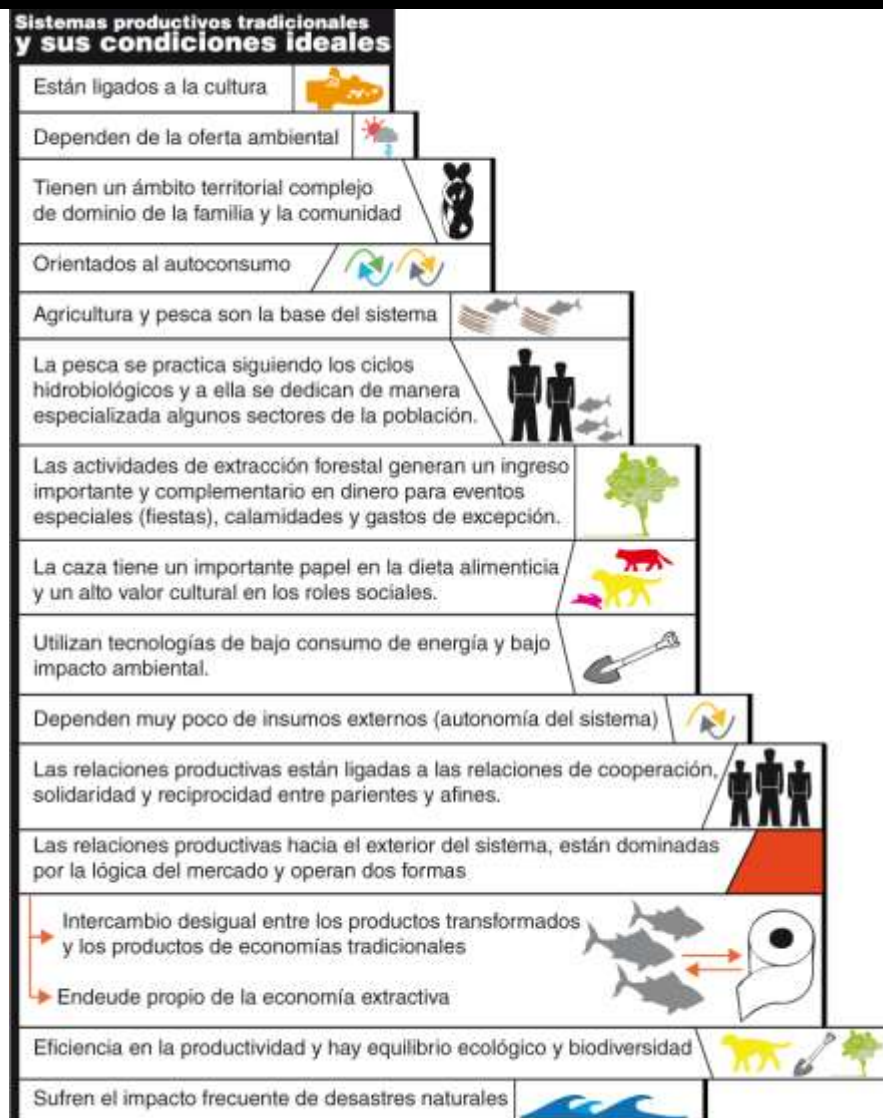 Sistemas productivos tradicionales
y sus condiciones ideales
Están ligados a la cultura
Dependen de la oferta ambiental
Tienen un ámbito territorial complejo
de dominio de la familia y la comunidad
Orientados al autoconsumo
Agricultura y pesca son la base del sistema
La pesca se practica siguiendo los ciclos
hidrobiológicos y a ella se dedican de manera
especializada algunos sectores de la población.
Las actividades de extracción forestal generan un ingreso
importante y complementario en dinero para eventos
especiales (fiestas), calamidades y gastos de excepción.
La caza tiene un importante papel en la dieta alimenticia
y un alto valor cultural en los roles sociales.
Utilizan tecnologías de bajo consumo de energía y bajo
impacto ambiental.
Dependen muy poco de insumos externos (autonomía del sistema)
Las relaciones productivas están ligadas a las relaciones de cooperación,
solidaridad y reciprocidad entre parientes y afines.
Las relaciones productivas hacia el exterior del sistema, están dominadas
por la lógica del mercado y operan dos formas
Intercambio desigual entre los productos transformados
y los productos de economías tradicionales
Endeude propio de la economía extractiva
Eficiencia en la productividad y hay equilibrio ecológico y biodiversidad
Sufren el impacto frecuente de desastres naturales